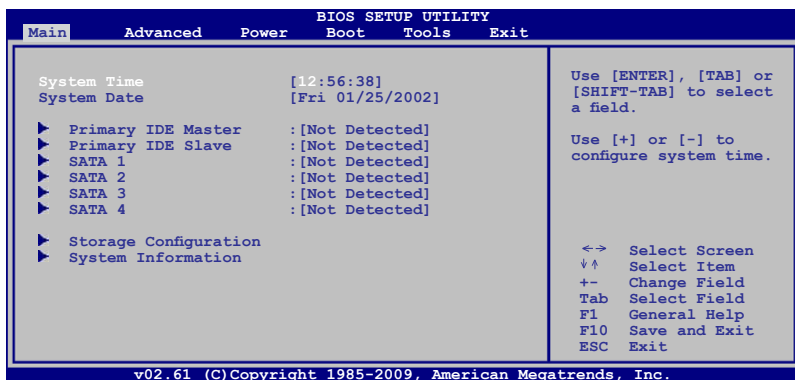 BIOS SETUP UTILITY
Main Advanced Power Boot Tools Exit
System Time [12:56:38]
System Date [Fri 01/25/2002]
Primary IDE Master :[Not Detected]
Primary IDE Slave :[Not Detected]
SATA 1 :[Not Detected]
SATA 2 :[Not Detected]
SATA 3 :[Not Detected]
SATA 4 :[Not Detected]
Storage Configuration
System Information
Use [ENTER], [TAB] or
[SHIFT-TAB] to select
a field.
Use [+] or [-] to
configure system time.
←→ Select Screen
↓↑ Select Item
+- Change Field
Tab Select Field
F1 General Help
F10 Save and Exit
ESC Exit
v02.61 (C)Copyright 1985-2009, American Megatrends, Inc.